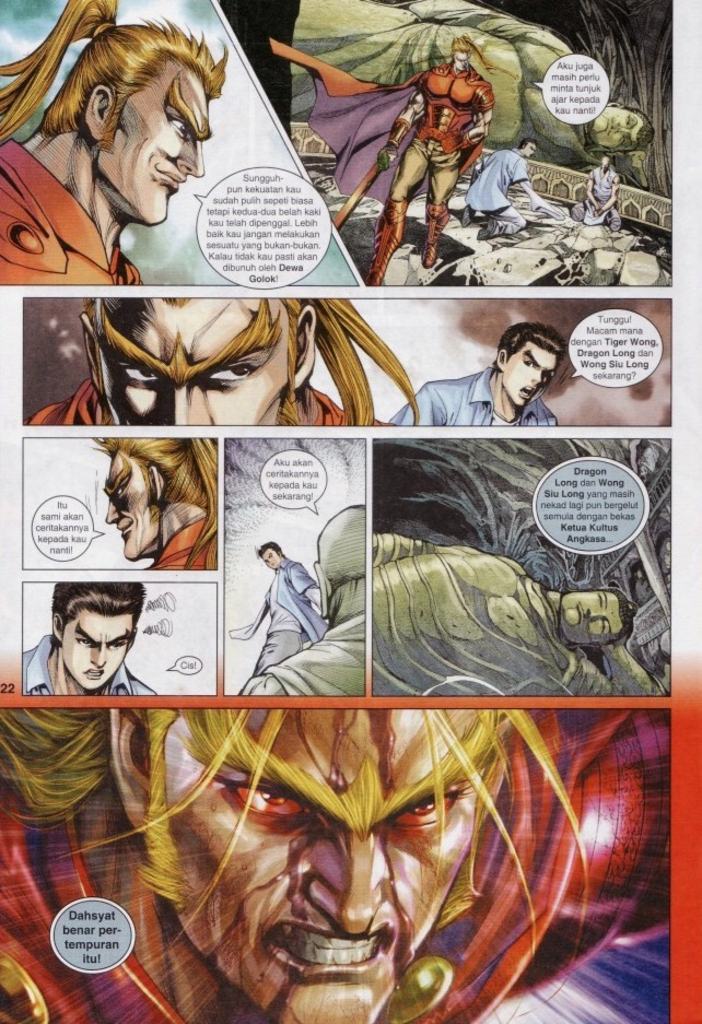 Sungguh-
pun kekuatan kau
sudah pulih seperti biasa
tetapi kedua-dua belah kaki
kau telah dipenggal. Lebih
baik kau jangan melakukan
sesuatu yang bukan-bukan.
Kalau tidak kau pasti akan
dibunuh oleh Dewa
Golok!
Aku juga
masih perlu
minta tunjuk
ajar kepada
kau nanti!
Tunggu!
Macam mana
dengan Tiger Wong,
Dragon Long dan
Wong Siu Long
sekarang?
Itu
sami akan
ceritakannya
kepada kau
nanti!
Cis!
Aku akan
ceritakannya
kepada kau
sekarang!
Dragon
Long dan Wong
Siu Long yang masih
nekad lagi pun bergelut
semula dengan bekas
Ketua Kultus
Angkasa...
22
Dahsyat
benar per-
tempuran
itu!